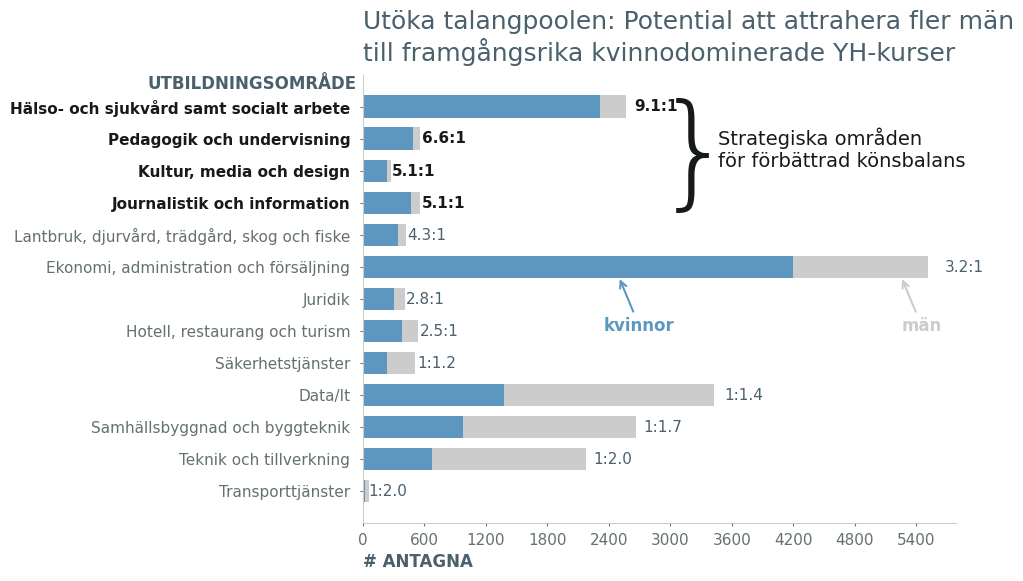 Utöka talangpoolen: Potential att attrahera fler män
till framgångsrika kvinnodominerade YH-kurser
UTBILDNINGSOMRÅDE
Hälso- och sjukvård samt socialt arbete 9.1:1
Pedagogik och undervisning 6.6:1
Kultur, media och design 5.1:1
Journalistik och information 5.1:1
Strategiska områden
för förbättrad könsbalans
Lantbruk, djurvård, trädgård, skog och fiske 4.3:1
Ekonomi, administration och försäljning 3.2:1
Juridik 2.8:1
Hotell, restaurang och turism 2.5:1
kvinnor män
Säkerhetstjänster 1:1.2
Data/It 1:1.4
Samhällsbyggnad och byggteknik 1:1.7
Teknik och tillverkning 1:2.0
Transporttjänster 1:2.0
0 600 1200 1800 2400 3000 3600 4200 4800 5400
# ANTAGNA